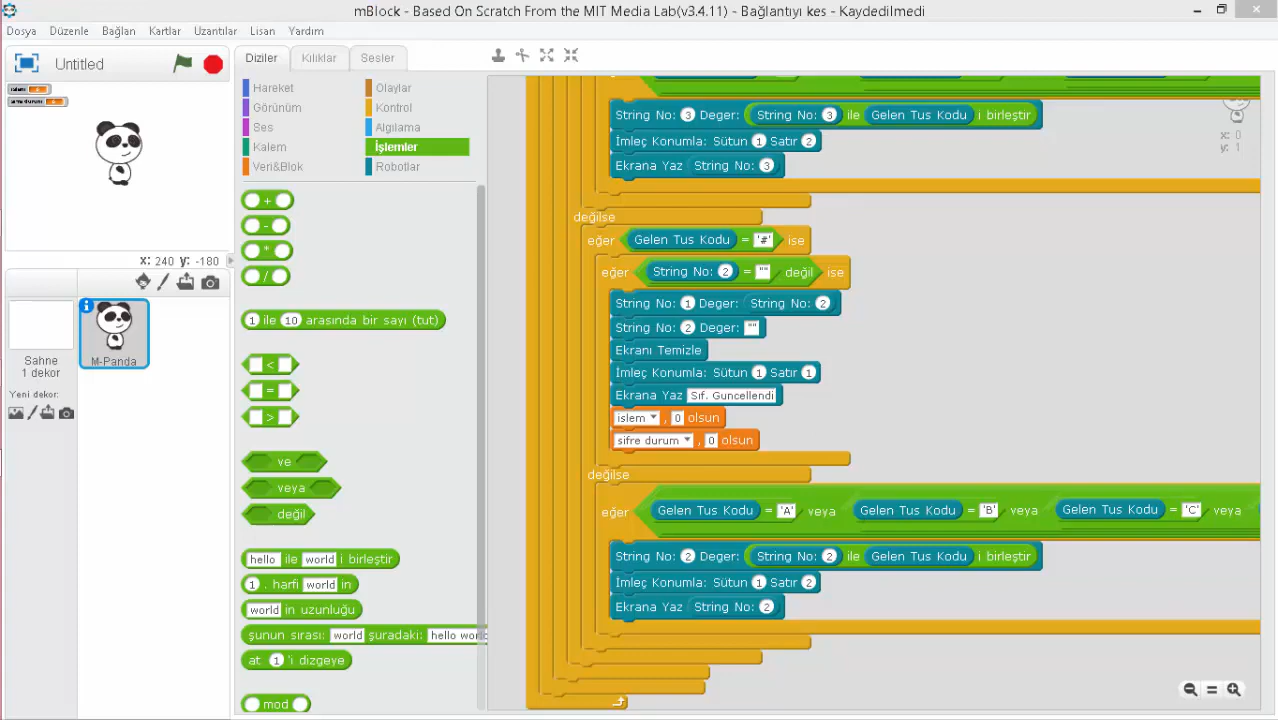 mBlock - Based On Scratch From the MIT Media Lab(v3.4.11) - Bağlantıyı kes - Kaydedilmedi
Dosya Düzenle Bağlan Kartlar Uzantılar Lisan Yardım
Untitled
islem
sifre durum
x: 240 y: -180
Sahne
1 dekor
Yeni dekor:
M-Panda
Diziler Kılıklar Sesler
Hareket Olaylar
Görünüm Kontrol
Ses Algılama
Kalem İşlemler
Veri&Blok Robotlar
+
-
*
/
1 ile 10 arasında bir sayı (tut)
<
=
>
ve
veya
değil
hello ile world i birleştir
1 . harfi world in
world in uzunluğu
şunun sırası: world şuradaki: hello world
at 1 'i dizgeye
mod
String No: 3 Deger: String No: 3 ile Gelen Tus Kodu i birleştir
İmleç Konumla: Sütun 1 Satır 2
Ekrana Yaz String No: 3
değilse
eğer Gelen Tus Kodu = '#' ise
eğer String No: 2 = "" değil ise
String No: 1 Deger: String No: 2
String No: 2 Deger: ""
Ekranı Temizle
İmleç Konumla: Sütun 1 Satır 1
Ekrana Yaz Sıf. Guncellendi
islem , 0 olsun
sifre durum , 0 olsun
değilse
eğer Gelen Tus Kodu = 'A' veya Gelen Tus Kodu = 'B' veya Gelen Tus Kodu = 'C' veya
String No: 2 Deger: String No: 2 ile Gelen Tus Kodu i birleştir
İmleç Konumla: Sütun 1 Satır 2
Ekrana Yaz String No: 2
x: 0
y: 1